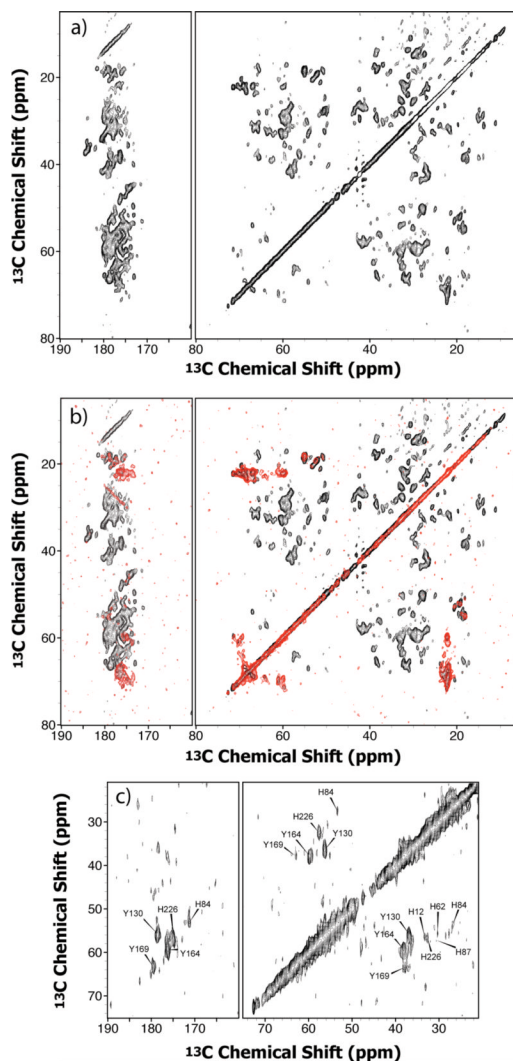 a)
20
40
60
80
190
180
170
80
60
40
20
13C Chemical Shift (ppm)
13C Chemical Shift (ppm)
b)
20
40
60
80
190
180
170
80
60
40
20
13C Chemical Shift (ppm)
13C Chemical Shift (ppm)
c)
30
40
50
60
70
H84
H226
Y164
Y169
Y130
H226
H84
Y130
Y169
Y164
Y130
H12
H62
H84
Y164
H226
H87
Y169
190
180
170
70
60
50
40
30
13C Chemical Shift (ppm)
13C Chemical Shift (ppm)